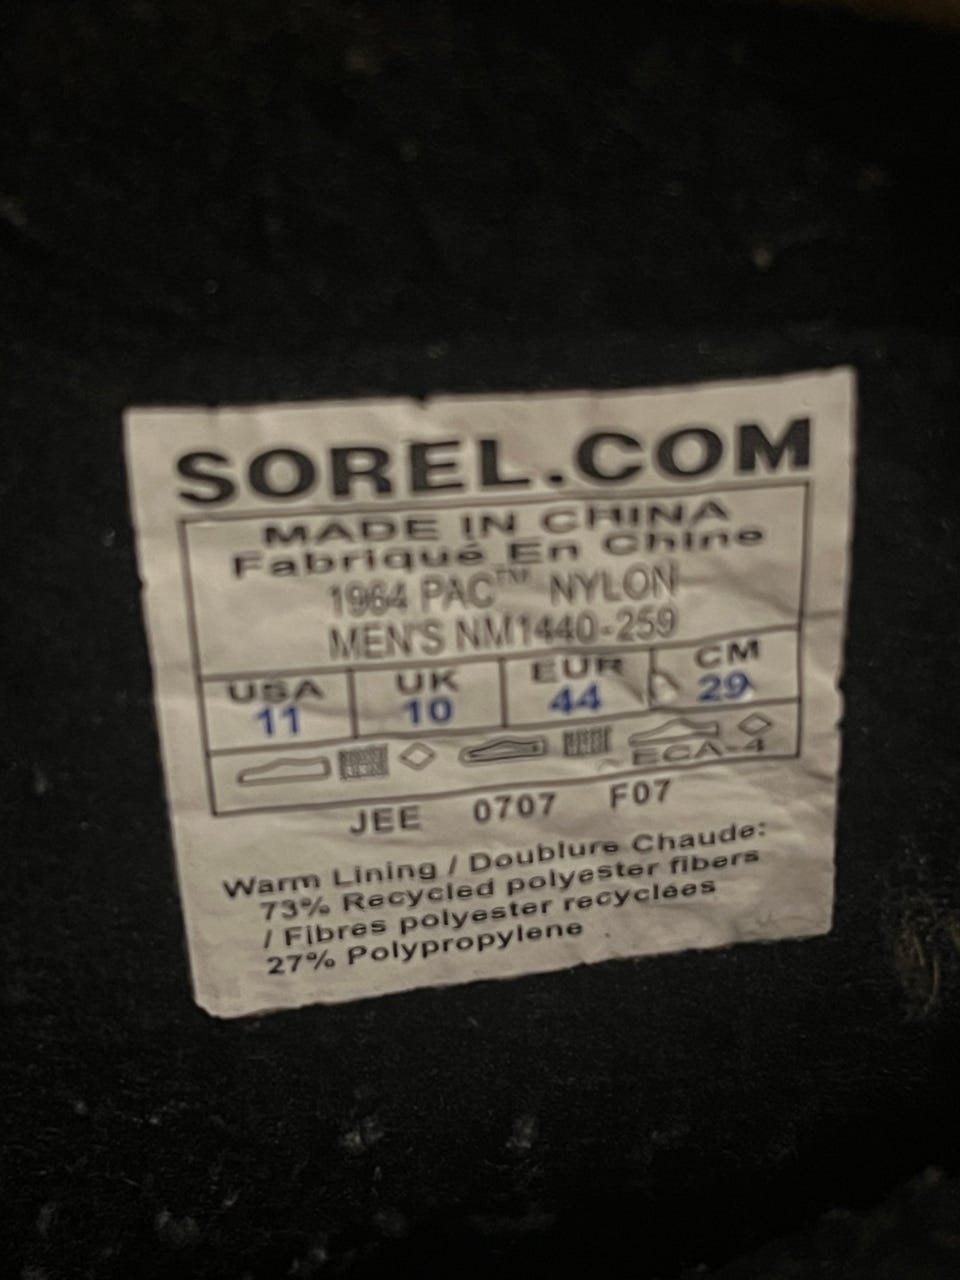 SOREL.COM
MADE IN CHINA
Fabriqué En Chine
1964 PAC™ NYLON
MEN'S NM1440-259
USA UK EUR CM
11 10 44 29
ECA-4
JEE 0707 F07
Warm Lining / Doublure Chaude:
73% Recycled polyester fibers
/ Fibres polyester recyclées
27% Polypropylene